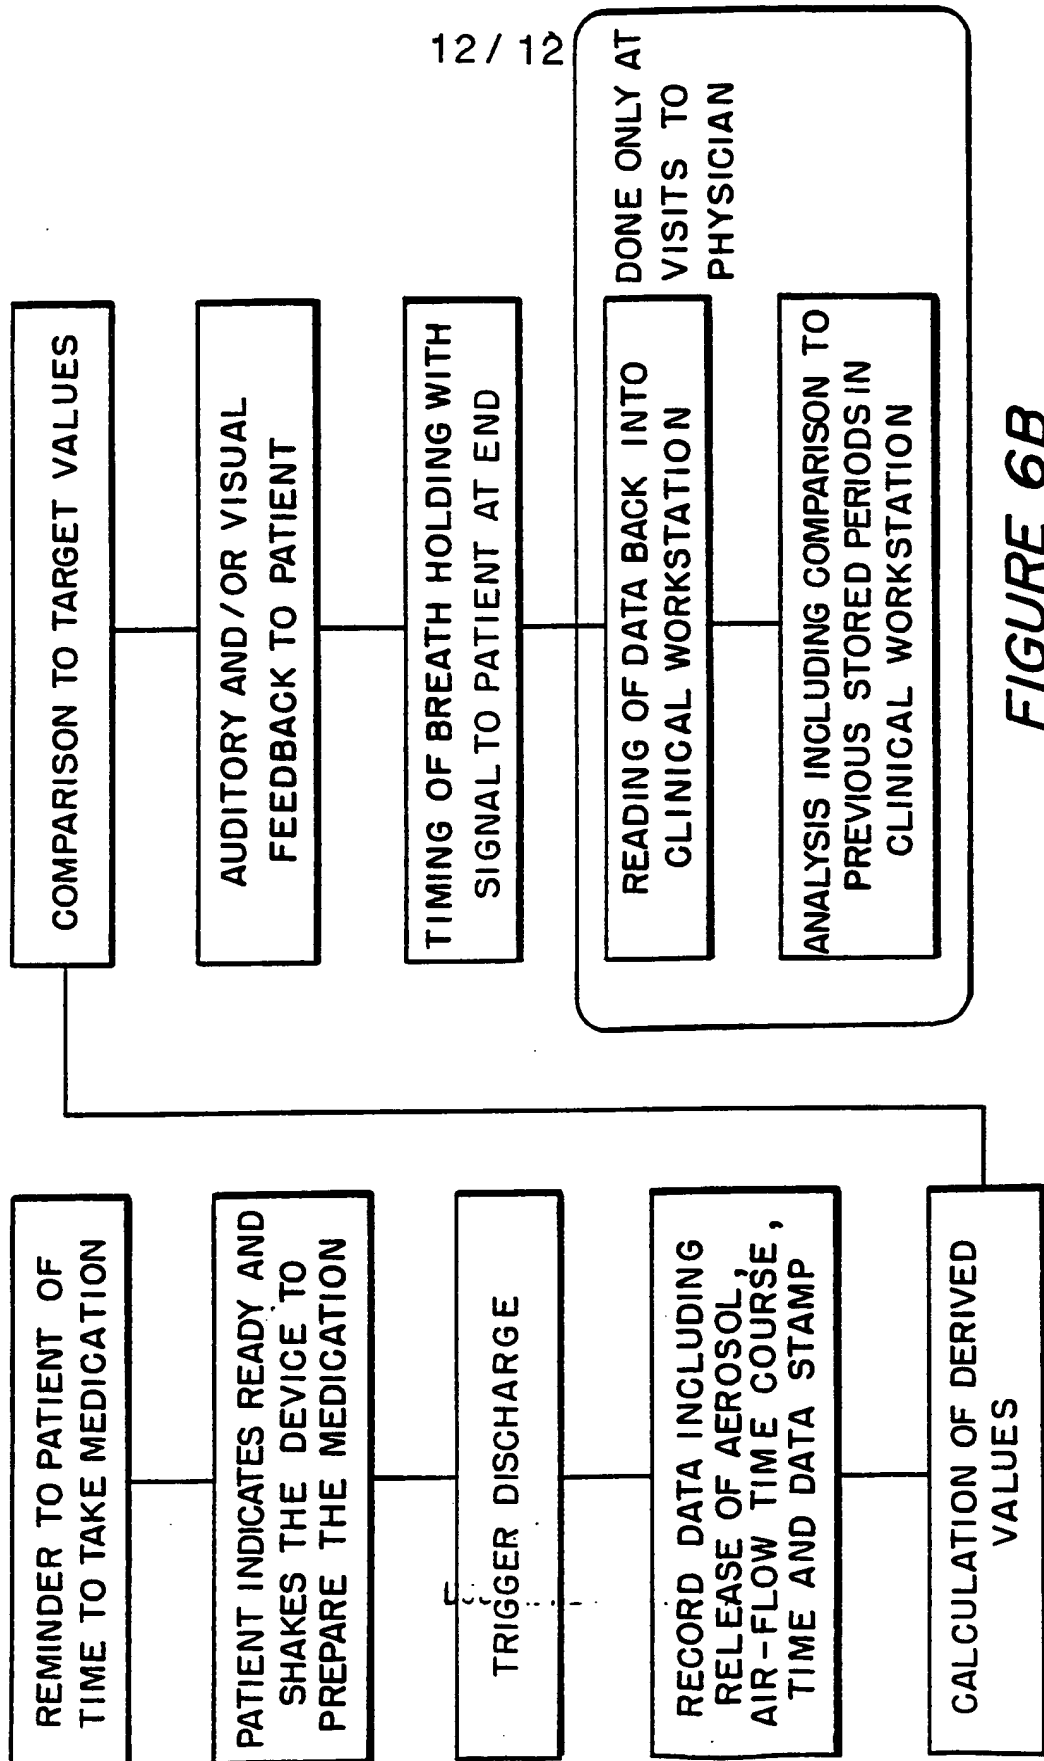 12/12
REMINDER TO PATIENT OF
TIME TO TAKE MEDICATION
PATIENT INDICATES READY AND
SHAKES THE DEVICE TO
PREPARE THE MEDICATION
TRIGGER DISCHARGE
RECORD DATA INCLUDING
RELEASE OF AEROSOL,
AIR-FLOW TIME COURSE,
TIME AND DATA STAMP
CALCULATION OF DERIVED
VALUES
COMPARISON TO TARGET VALUES
AUDITORY AND/OR VISUAL
FEEDBACK TO PATIENT
TIMING OF BREATH HOLDING WITH
SIGNAL TO PATIENT AT END
READING OF DATA BACK INTO
CLINICAL WORKSTATION
DONE ONLY AT
VISITS TO
PHYSICIAN
ANALYSIS INCLUDING COMPARISON TO
PREVIOUS STORED PERIODS IN
CLINICAL WORKSTATION
FIGURE 6B